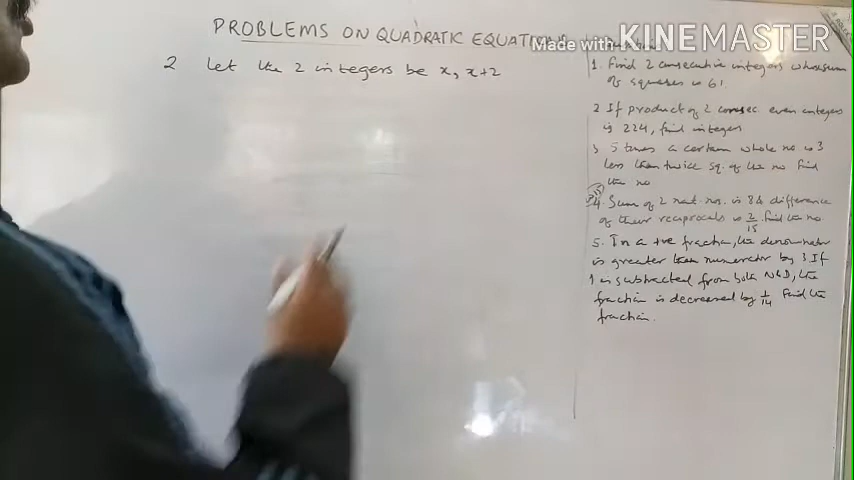 PROBLEMS ON QUADRATIC EQUATIONS
Made with KINEMASTER
2 Let the 2 integers be x, x+2
1. Find 2 consecutive integers whose sum
of squares is 61
2 If product of 2 consec. even integers
is 224, find integers
3 5 times a certain whole no is 3
less than twice sq. of the no find
the no
4. Sum of 2 nat. nos. is 8 & difference
of their reciprocals is 2/15. Find the no.
5. In a +ve fraction, the denominator
is greater than numerator by 3 If
1 is subtracted from both N&D, the
fraction is decreased by 1/14 Find the
fraction.